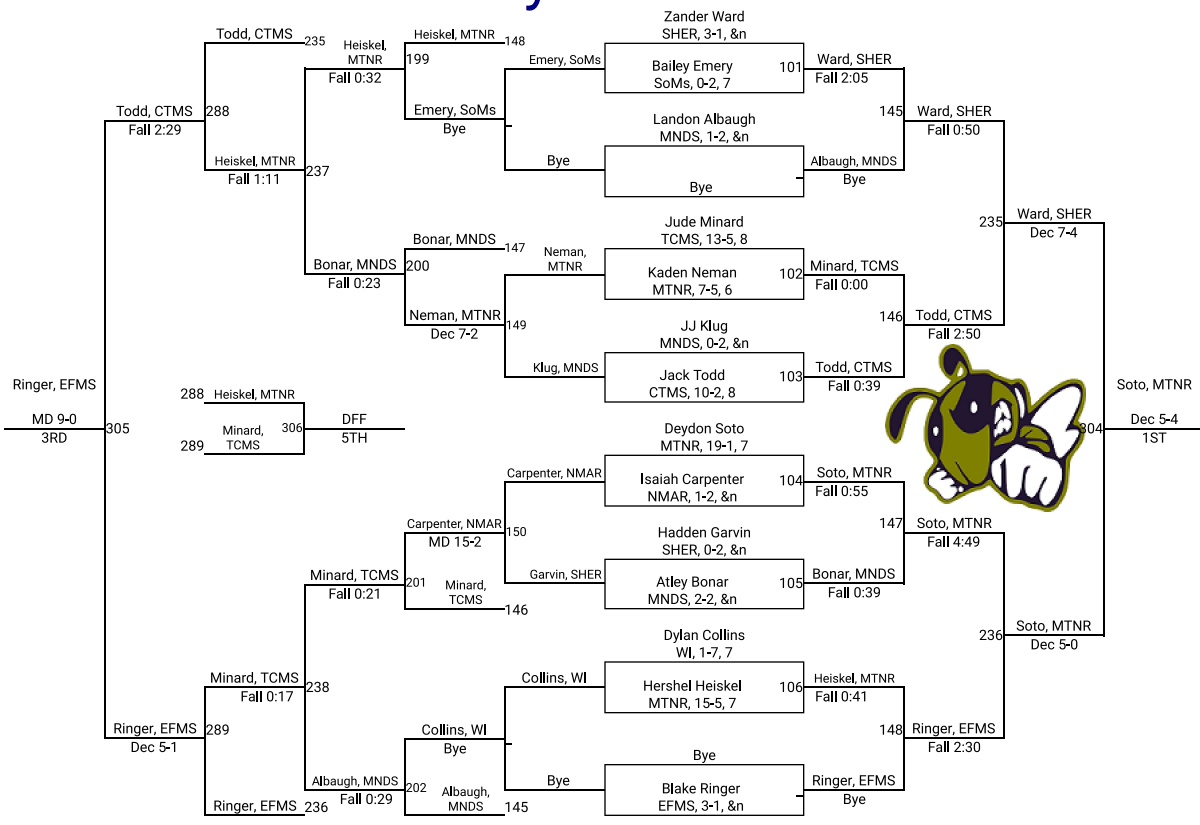 y
Zander Ward
SHER, 3-1, &n
Todd, CTMS
235
Heiskel,
MTNR
Fall 0:32
Heiskel, MTNR
148
199
Emery, SoMs
Bailey Emery
SoMs, 0-2, 7
101
Ward, SHER
Fall 2:05
Todd, CTMS
Fall 2:29
288
Emery, SoMs
Bye
145
Ward, SHER
Fall 0:50
Landon Albaugh
MNDS, 1-2, &n
Heiskel, MTNR
Fall 1:11
237
Bye
Bye
Albaugh, MNDS
Bye
235
Ward, SHER
Dec 7-4
Jude Minard
TCMS, 13-5, 8
Bonar, MNDS
147
Bonar, MNDS
Fall 0:23
200
Neman,
MTNR
Kaden Neman
MTNR, 7-5, 6
102
Minard, TCMS
Fall 0:00
Neman, MTNR
Dec 7-2
149
146
Todd, CTMS
Fall 2:50
JJ Klug
MNDS, 0-2, &n
Klug, MNDS
Jack Todd
CTMS, 10-2, 8
103
Todd, CTMS
Fall 0:39
Ringer, EFMS
MD 9-0
3RD
305
288
Heiskel, MTNR
Minard,
TCMS
289
306
DFF
5TH
304
Soto, MTNR
Dec 5-4
1ST
Deydon Soto
MTNR, 19-1, 7
Carpenter, NMAR
Isaiah Carpenter
NMAR, 1-2, &n
104
Soto, MTNR
Fall 0:55
Carpenter, NMAR
MD 15-2
150
147
Soto, MTNR
Fall 4:49
Hadden Garvin
SHER, 0-2, &n
Minard, TCMS
Fall 0:21
201
Minard,
TCMS
146
Garvin, SHER
Atley Bonar
MNDS, 2-2, &n
105
Bonar, MNDS
Fall 0:39
236
Soto, MTNR
Dec 5-0
Dylan Collins
WI, 1-7, 7
Minard, TCMS
Fall 0:17
238
Collins, WI
Hershel Heiskel
MTNR, 15-5, 7
106
Heiskel, MTNR
Fall 0:41
Ringer, EFMS
Dec 5-1
289
Collins, WI
Bye
148
Ringer, EFMS
Fall 2:30
Bye
Albaugh, MNDS
Fall 0:29
202
Albaugh,
MNDS
145
Bye
Blake Ringer
EFMS, 3-1, &n
Ringer, EFMS
Bye
Ringer, EFMS
236